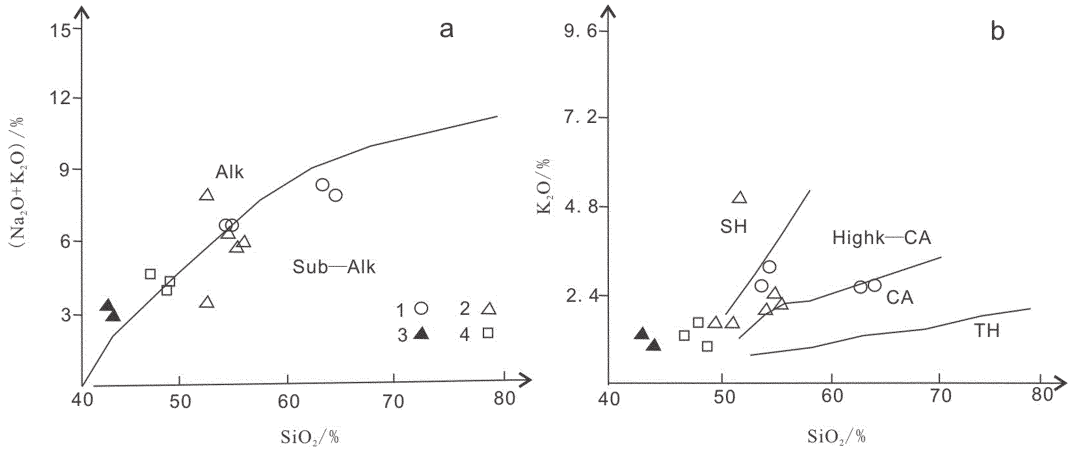 a
15
12
9
6
3
(Na₂O+K₂O)/%
Alk
Sub—Alk
1
2
3
4
40
50
60
70
80
SiO₂/%
b
9.6
7.2
4.8
2.4
K₂O/%
SH
Highk—CA
CA
TH
40
50
60
70
80
SiO₂/%